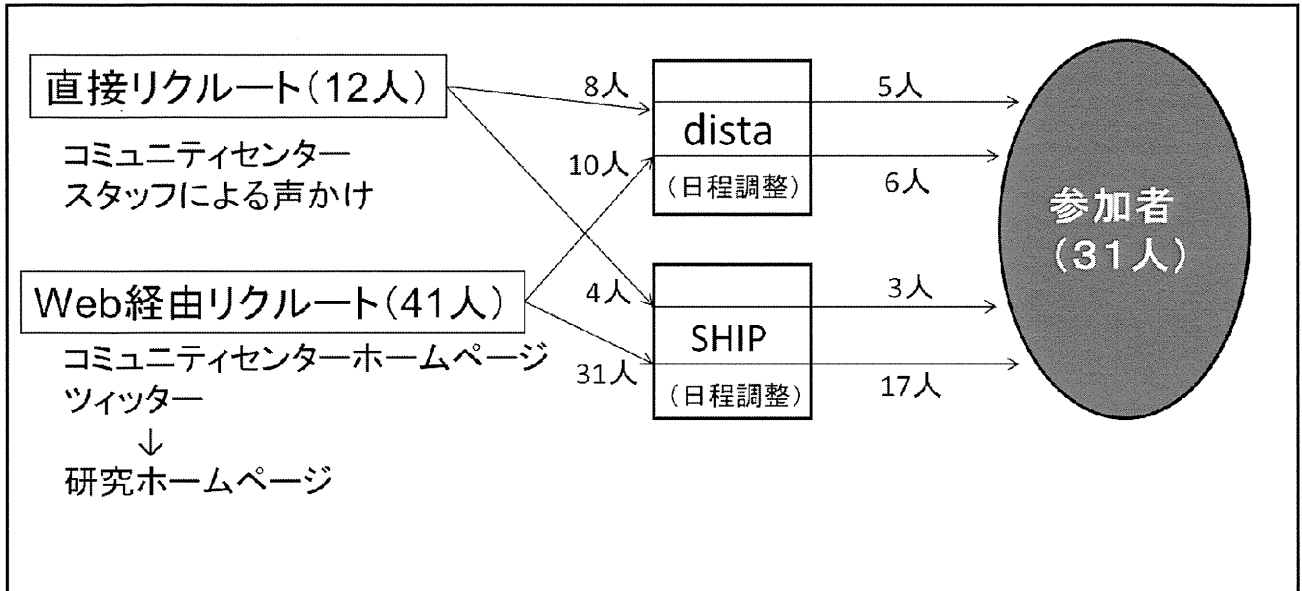 直接リクルート(12人)
コミュニティセンター
スタッフによる声かけ
Web経由リクルート(41人)
コミュニティセンターホームページ
ツィッター
↓
研究ホームページ
8人
10人
4人
31人
dista
(日程調整)
SHIP
(日程調整)
5人
6人
3人
17人
参加者
(31人)